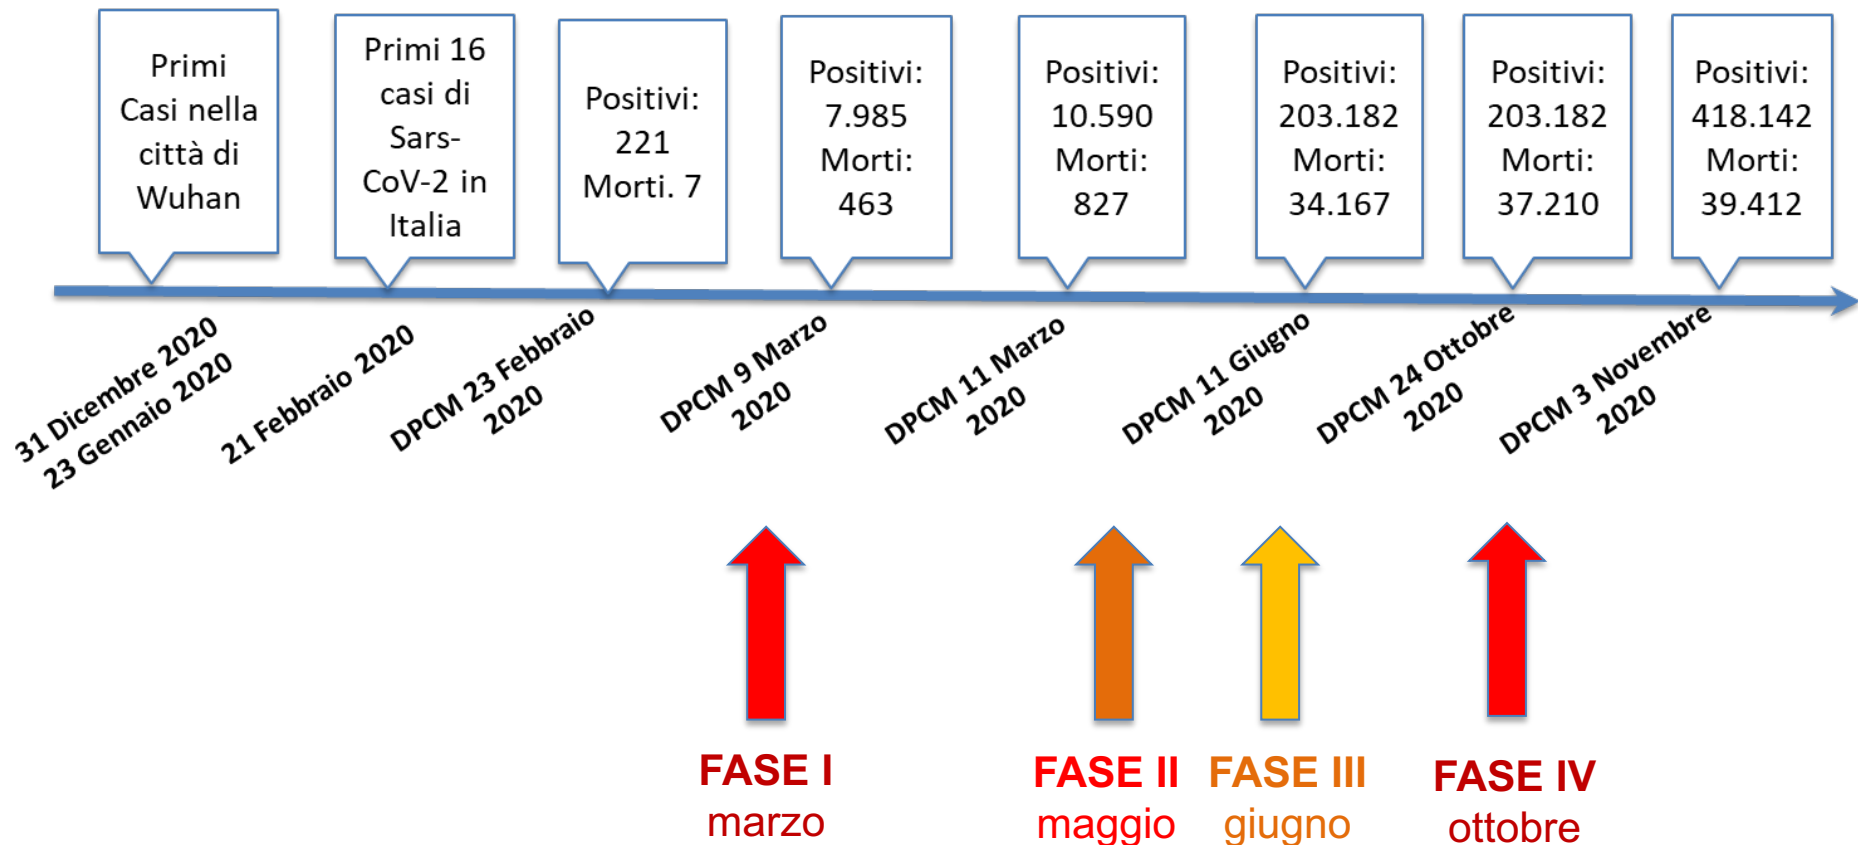 Primi
Casi nella
città di
Wuhan
Primi 16
casi di
Sars-
CoV-2 in
Italia
Positivi:
221
Morti. 7
Positivi:
7.985
Morti:
463
Positivi:
10.590
Morti:
827
Positivi:
203.182
Morti:
34.167
Positivi:
203.182
Morti:
37.210
Positivi:
418.142
Morti:
39.412
31 Dicembre 2020
23 Gennaio 2020
21 Febbraio 2020
DPCM 23 Febbraio
2020
DPCM 9 Marzo
2020
DPCM 11 Marzo
2020
DPCM 11 Giugno
2020
DPCM 24 Ottobre
2020
DPCM 3 Novembre
2020
FASE I
marzo
FASE II
maggio
FASE III
giugno
FASE IV
ottobre